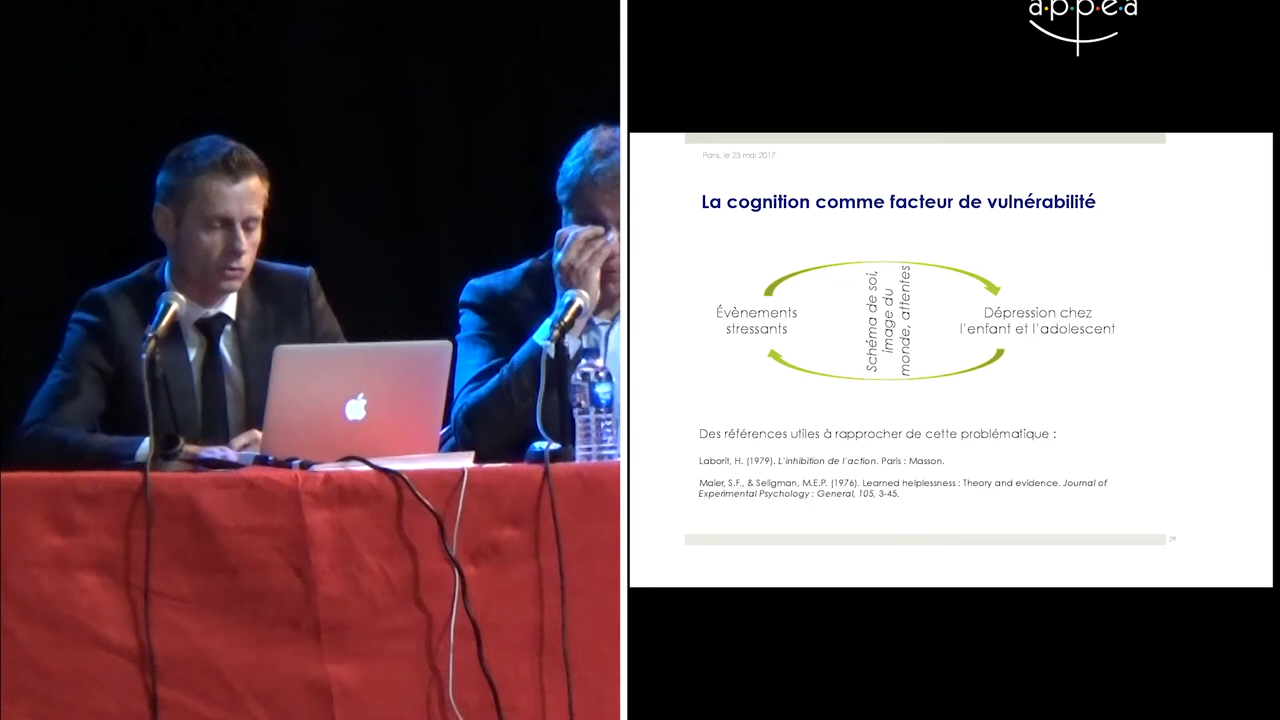 a·p·p·e·a
Paris, le 23 mai 2017
La cognition comme facteur de vulnérabilité
Évènements
stressants
Schéma de soi,
image du
monde, attentes
Dépression chez
l'enfant et l'adolescent
Des références utiles à rapprocher de cette problématique :
Laborit, H. (1979). L'inhibition de l'action. Paris : Masson.
Maier, S.F., & Seligman, M.E.P. (1976). Learned helplessness : Theory and evidence. Journal of
Experimental Psychology : General, 105, 3-45.
29